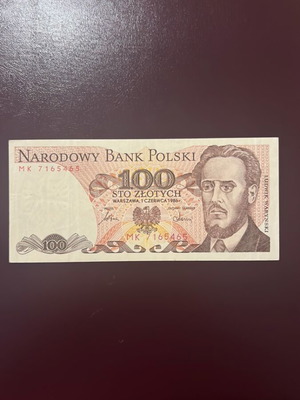 NARODOWY BANK POLSKI
MK 7165465
100
STO ZŁOTYCH
WARSZAWA, 1 CZERWCA 1986 r.
LUDWIK WARYŃSKI
MK 7165465
100